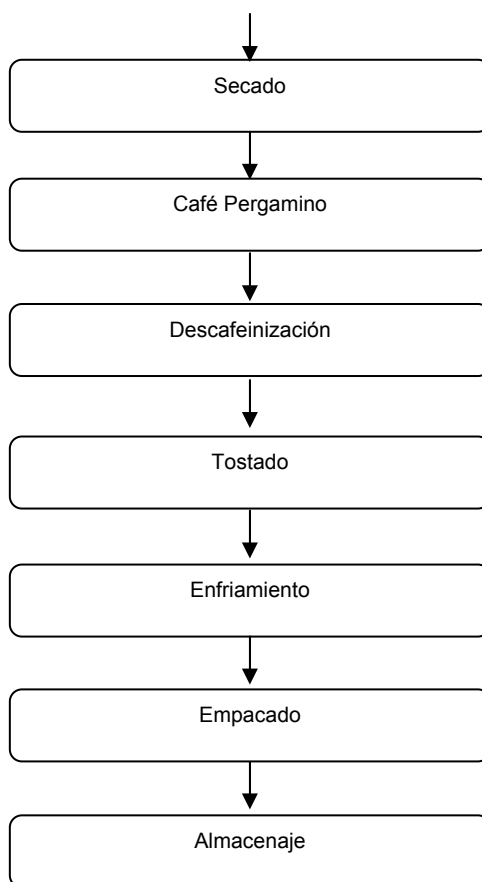 Secado
Café Pergamino
Descafeinización
Tostado
Enfriamiento
Empacado
Almacenaje